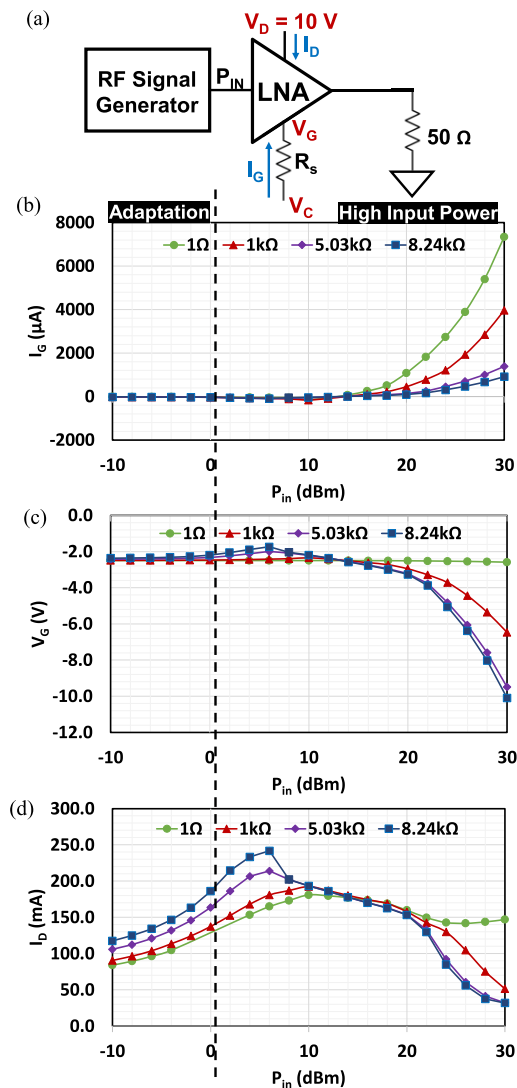 (a)
V_D = 10 V
I_D
RF Signal
Generator
P_IN
LNA
V_G
50 Ω
I_G
R_s
V_C
(b)
Adaptation
High Input Power
1Ω 1kΩ 5.03kΩ 8.24kΩ
8000
6000
4000
2000
0
-2000
I_G (µA)
-10 0 10 20 30
P_in (dBm)
(c)
1Ω 1kΩ 5.03kΩ 8.24kΩ
0.0
-2.0
-4.0
-6.0
-8.0
-10.0
-12.0
V_G (V)
-10 0 10 20 30
P_in (dBm)
(d)
1Ω 1kΩ 5.03kΩ 8.24kΩ
300.0
250.0
200.0
150.0
100.0
50.0
0.0
I_D (mA)
-10 0 10 20 30
P_in (dBm)